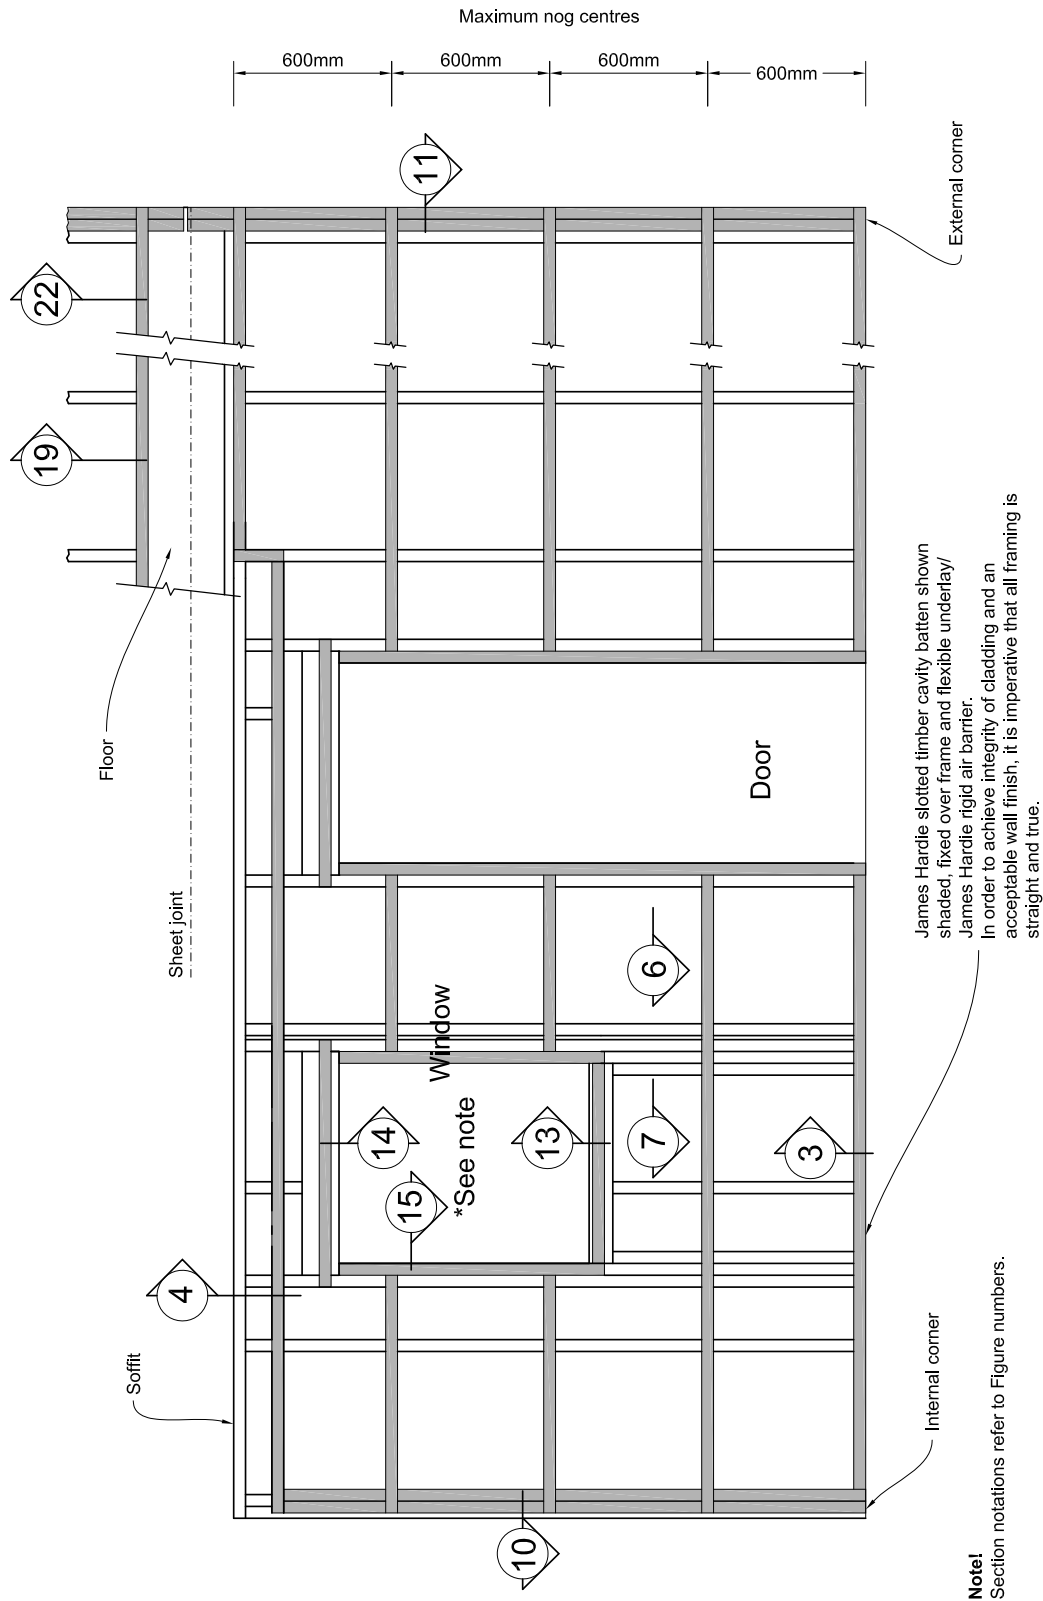 Maximum nog centres
600mm
600mm
600mm
600mm
11
22
19
External corner
Floor
Sheet joint
Door
Window
*See note
6
7
14
13
15
3
4
10
Soffit
Internal corner
James Hardie slotted timber cavity batten shown
shaded, fixed over frame and flexible underlay/
James Hardie rigid air barrier.
In order to achieve integrity of cladding and an
acceptable wall finish, it is imperative that all framing is
straight and true.
Note!
Section notations refer to Figure numbers.